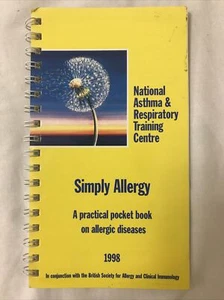 National
Asthma &
Respiratory
Training
Centre
Simply Allergy
A practical pocket book
on allergic diseases
1998
In conjunction with the British Society for Allergy and Clinical Immunology